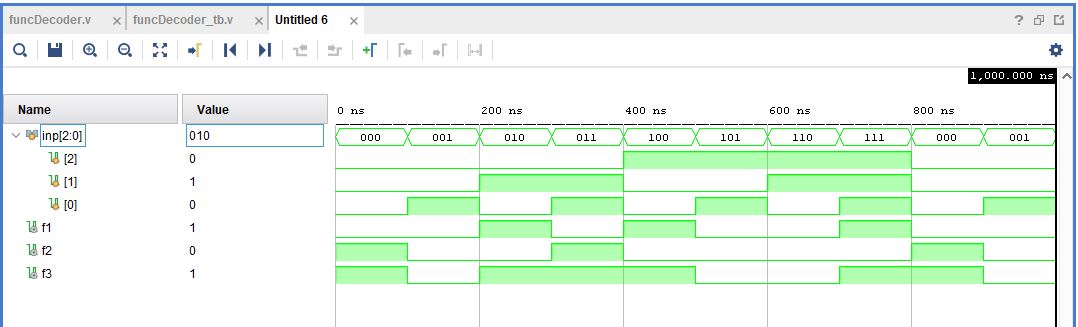 funcDecoder.v × funcDecoder_tb.v × Untitled 6 × ?
1,000.000 ns
Name Value 0 ns 200 ns 400 ns 600 ns 800 ns
inp[2:0] 010 000 001 010 011 100 101 110 111 000 001
[2] 0
[1] 1
[0] 0
f1 1
f2 0
f3 1